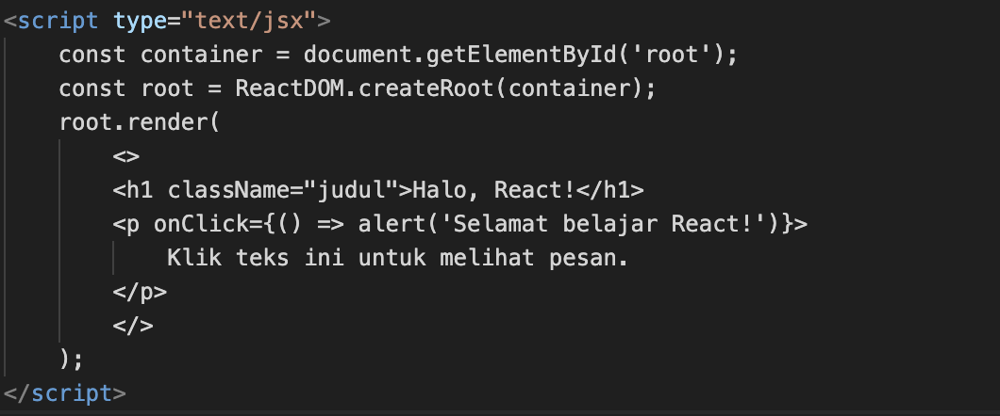 <script type="text/jsx">
const container = document.getElementById('root');
const root = ReactDOM.createRoot(container);
root.render(
<>
<h1 className="judul">Halo, React!</h1>
<p onClick={() => alert('Selamat belajar React!')}>
Klik teks ini untuk melihat pesan.
</p>
</>
);
</script>